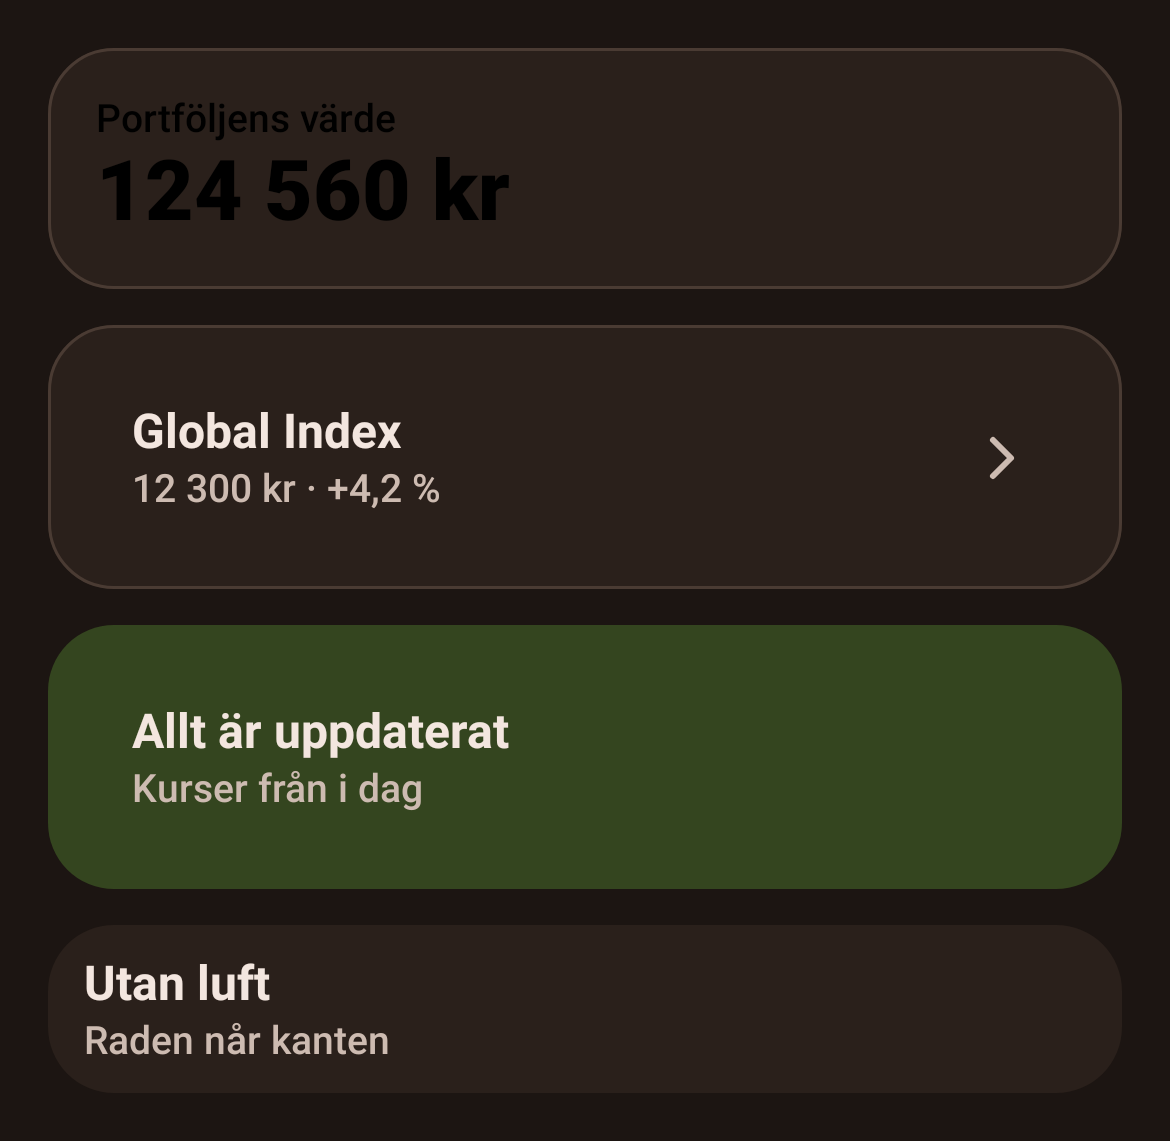 Portföljens värde
124 560 kr
Global Index
12 300 kr · +4,2 %
Allt är uppdaterat
Kurser från i dag
Utan luft
Raden når kanten